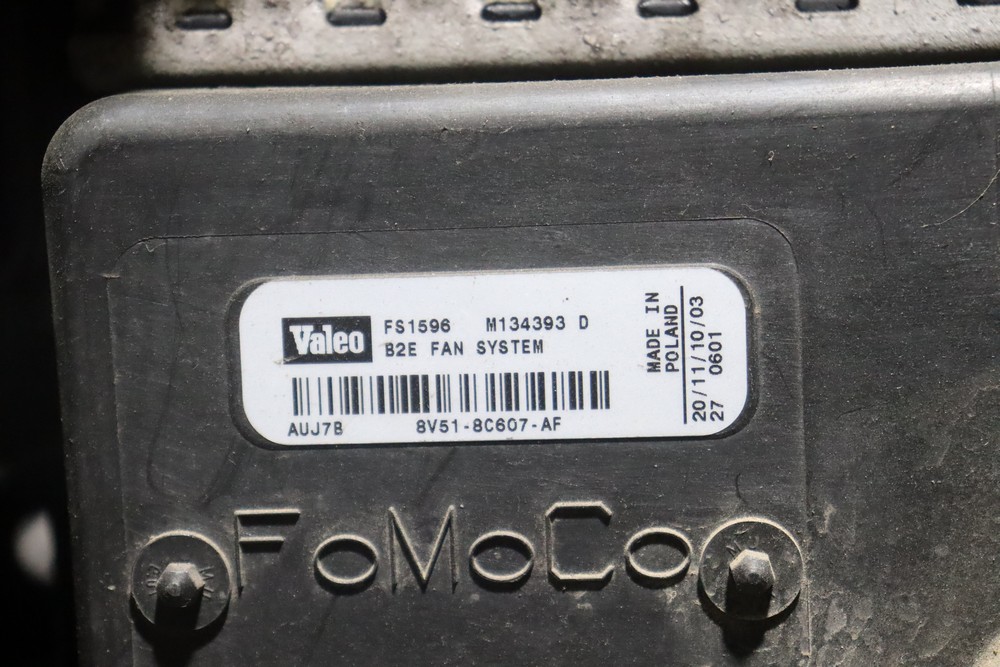 Valeo
FS1596 M134393 D
B2E FAN SYSTEM
AUJ7B 8V51-8C607-AF
MADE IN
POLAND
20/11/10/03
27 0601
FoMoCo